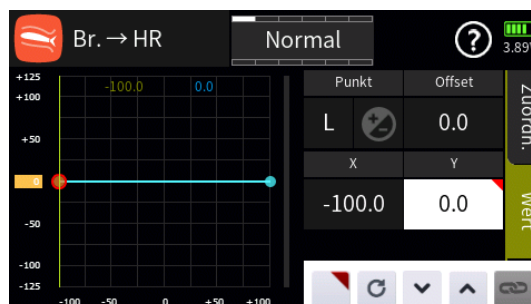 Br. → HR
Normal
?
3.89V
+125
+100
+50
0
-50
-100
-125
-100.0
0.0
-100
-50
0
+50
+100
Punkt Offset
L 0.0
X Y
-100.0 0.0
Zuordn.
Wert